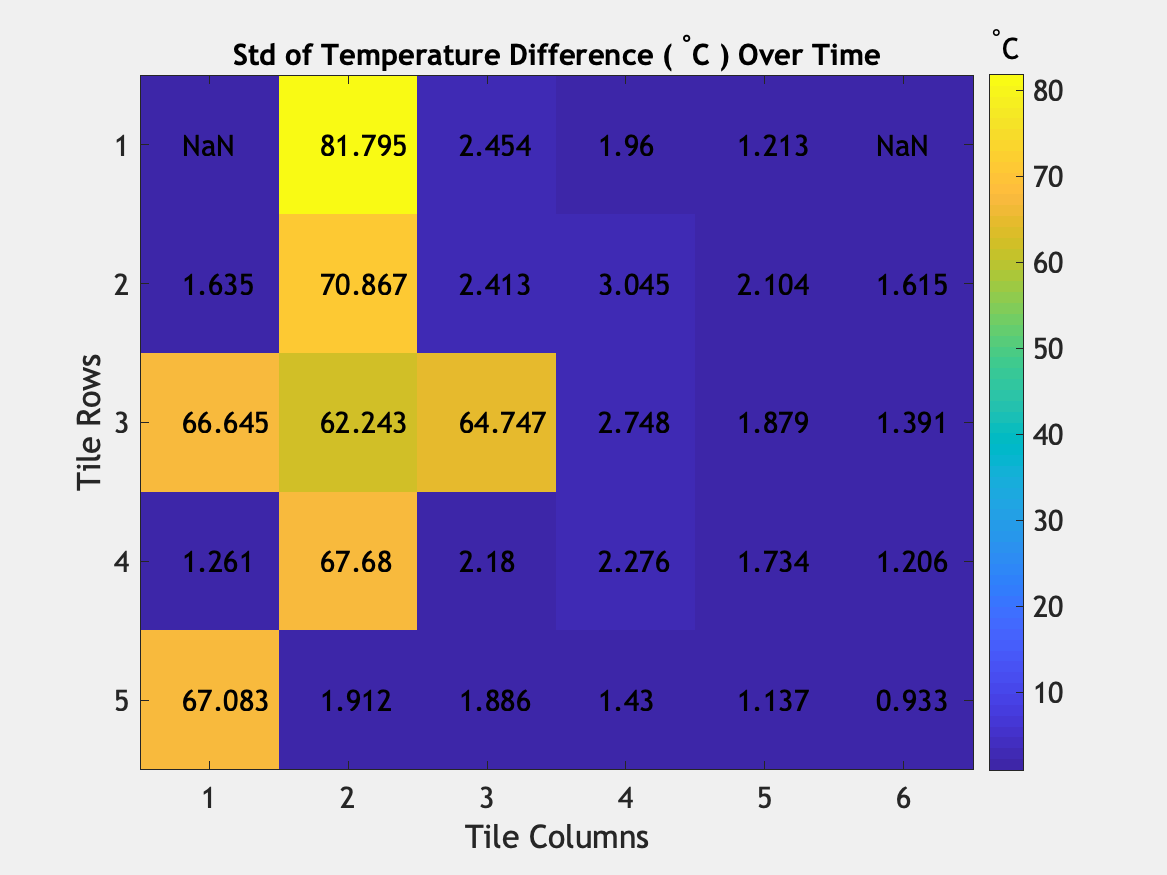 Std of Temperature Difference ( °C ) Over Time
°C
1 NaN 81.795 2.454 1.96 1.213 NaN
2 1.635 70.867 2.413 3.045 2.104 1.615
3 66.645 62.243 64.747 2.748 1.879 1.391
4 1.261 67.68 2.18 2.276 1.734 1.206
5 67.083 1.912 1.886 1.43 1.137 0.933
1 2 3 4 5 6
Tile Columns
Tile Rows
80
70
60
50
40
30
20
10